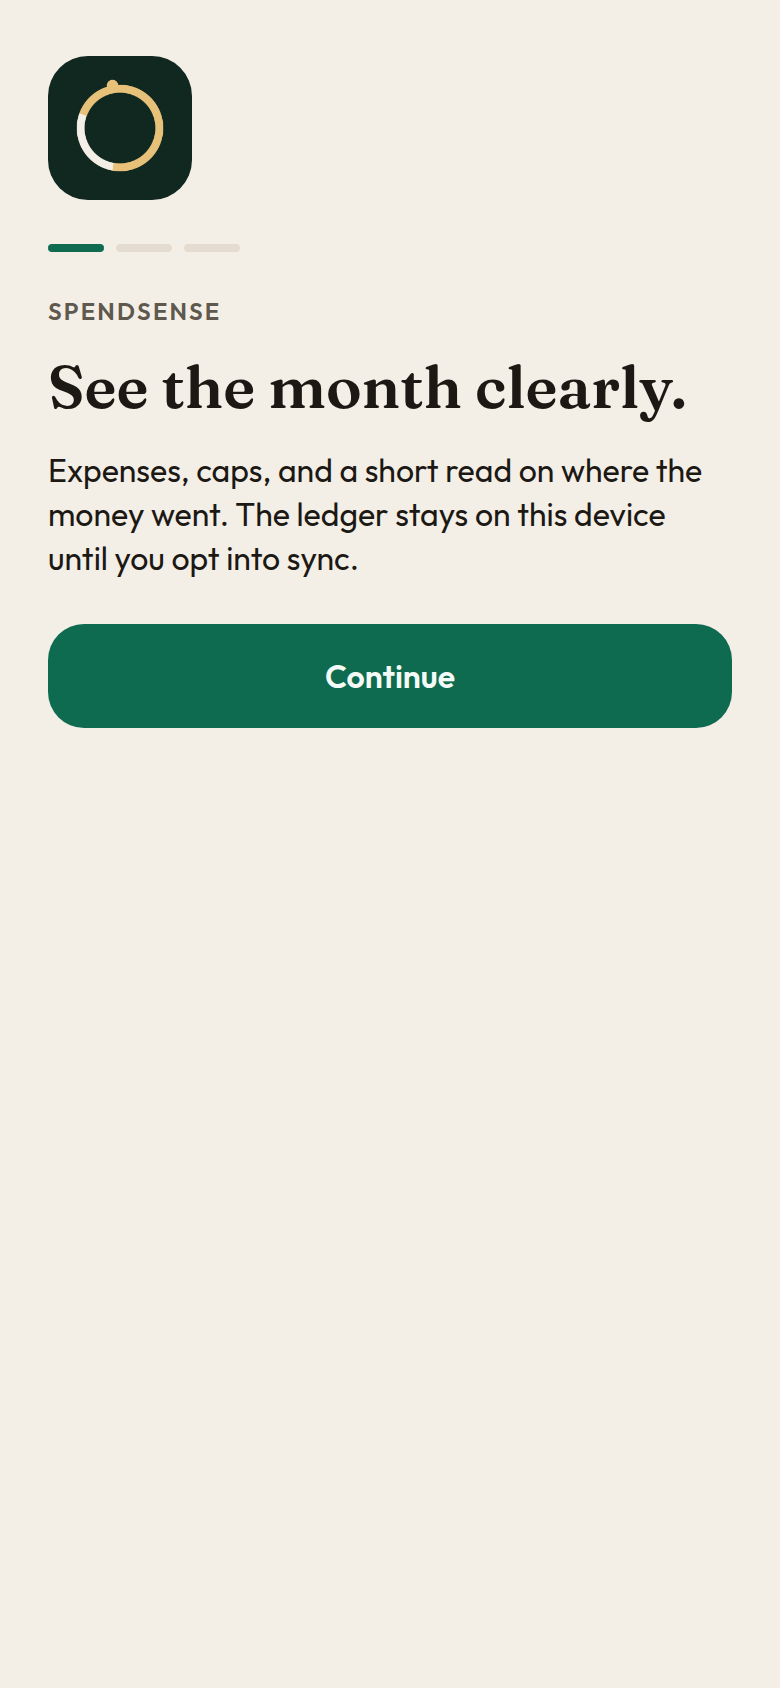 SPENDSENSE
See the month clearly.
Expenses, caps, and a short read on where the
money went. The ledger stays on this device
until you opt into sync.
Continue